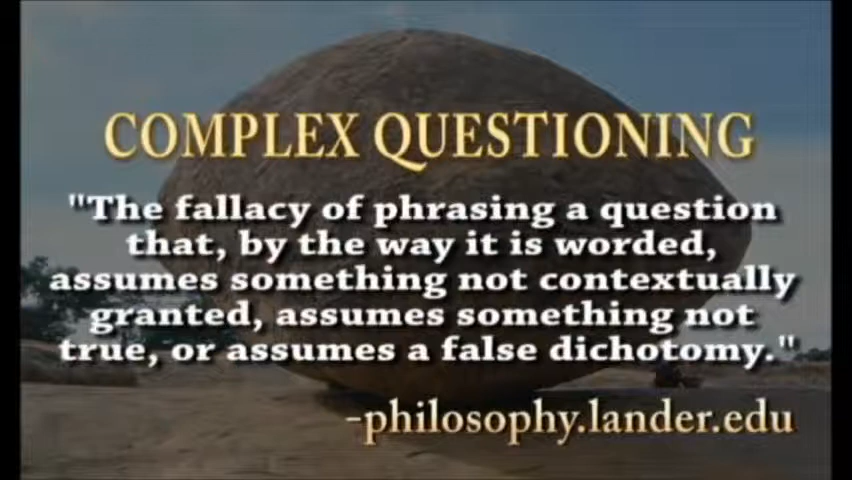 COMPLEX QUESTIONING
"The fallacy of phrasing a question
that, by the way it is worded,
assumes something not contextually
granted, assumes something not
true, or assumes a false dichotomy."
-philosophy.lander.edu